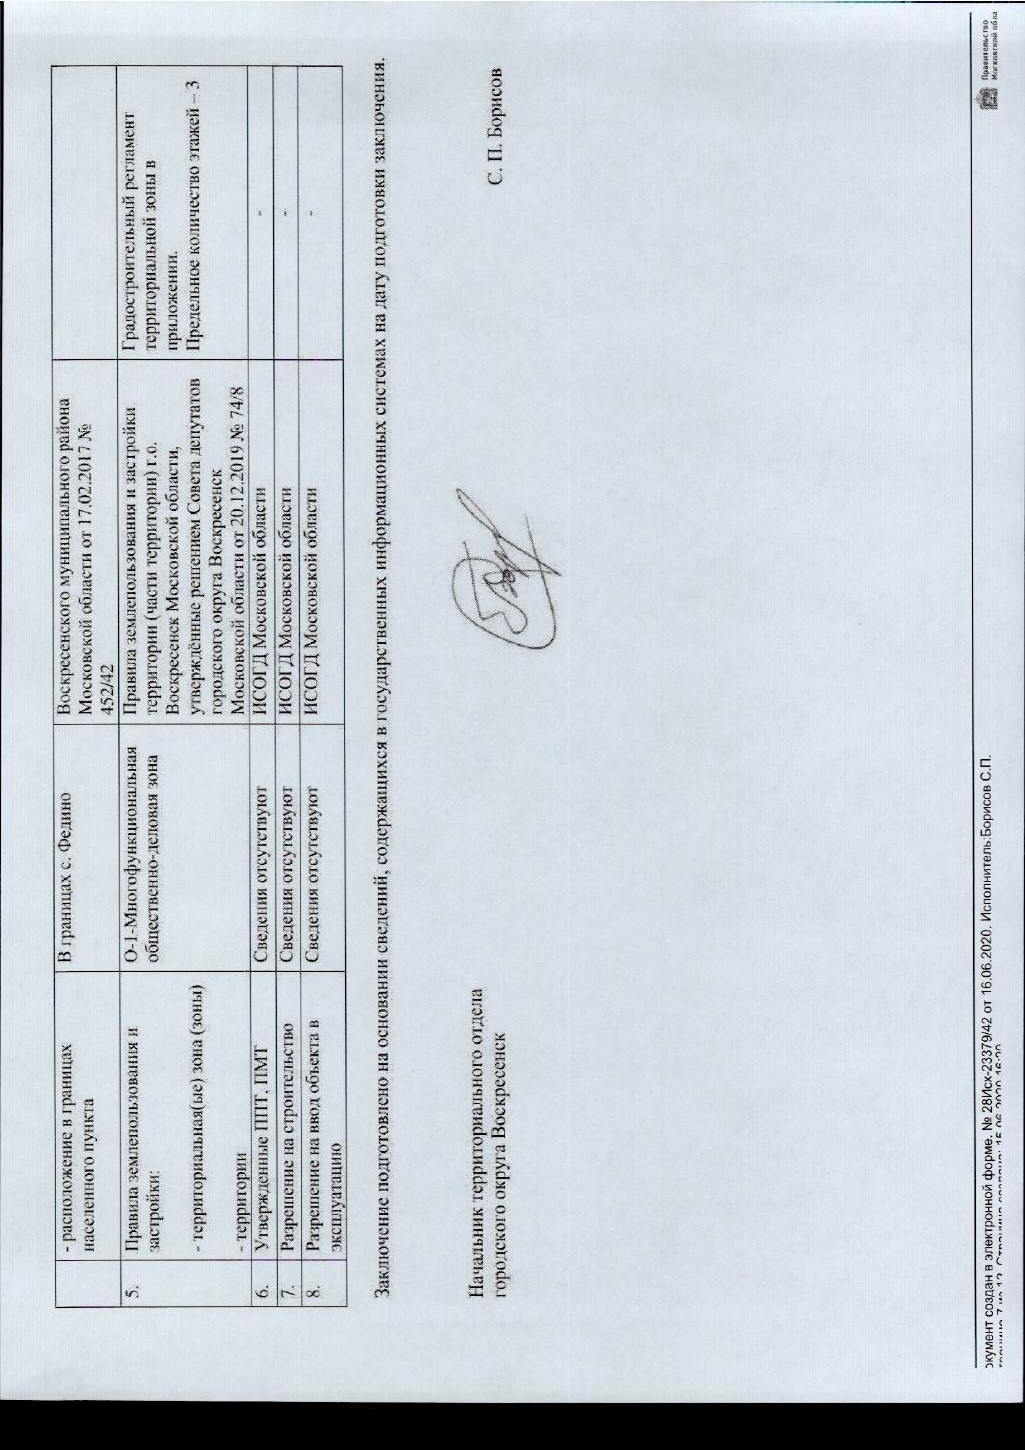 - расположение в границах
населенного пункта
В границах с. Федино
Воскресенского муниципального района
Московской области от 17.02.2017 №
452/42
5.
Правила землепользования и
застройки:
- территориальная(ые) зона (зоны)
- территории
О-1-Многофункциональная
общественно-деловая зона
Правила землепользования и застройки
территории (части территории) г.о.
Воскресенск Московской области,
утверждённые решением Совета депутатов
городского округа Воскресенск
Московской области от 20.12.2019 № 74/8
Градостроительный регламент
территориальной зоны в
приложении.
Предельное количество этажей – 3
6.
Утвержденные ППТ, ПМТ
Сведения отсутствуют
ИСОГД Московской области
-
7.
Разрешение на строительство
Сведения отсутствуют
ИСОГД Московской области
-
8.
Разрешение на ввод объекта в
эксплуатацию
Сведения отсутствуют
ИСОГД Московской области
-
Заключение подготовлено на основании сведений, содержащихся в государственных информационных системах на дату подготовки заключения.
Начальник территориального отдела
городского округа Воскресенск
С. П. Борисов
окумент создан в электронной форме. № 28Исх-23379/42 от 16.06.2020. Исполнитель:Борисов С.П.
Правительство
Московской обла